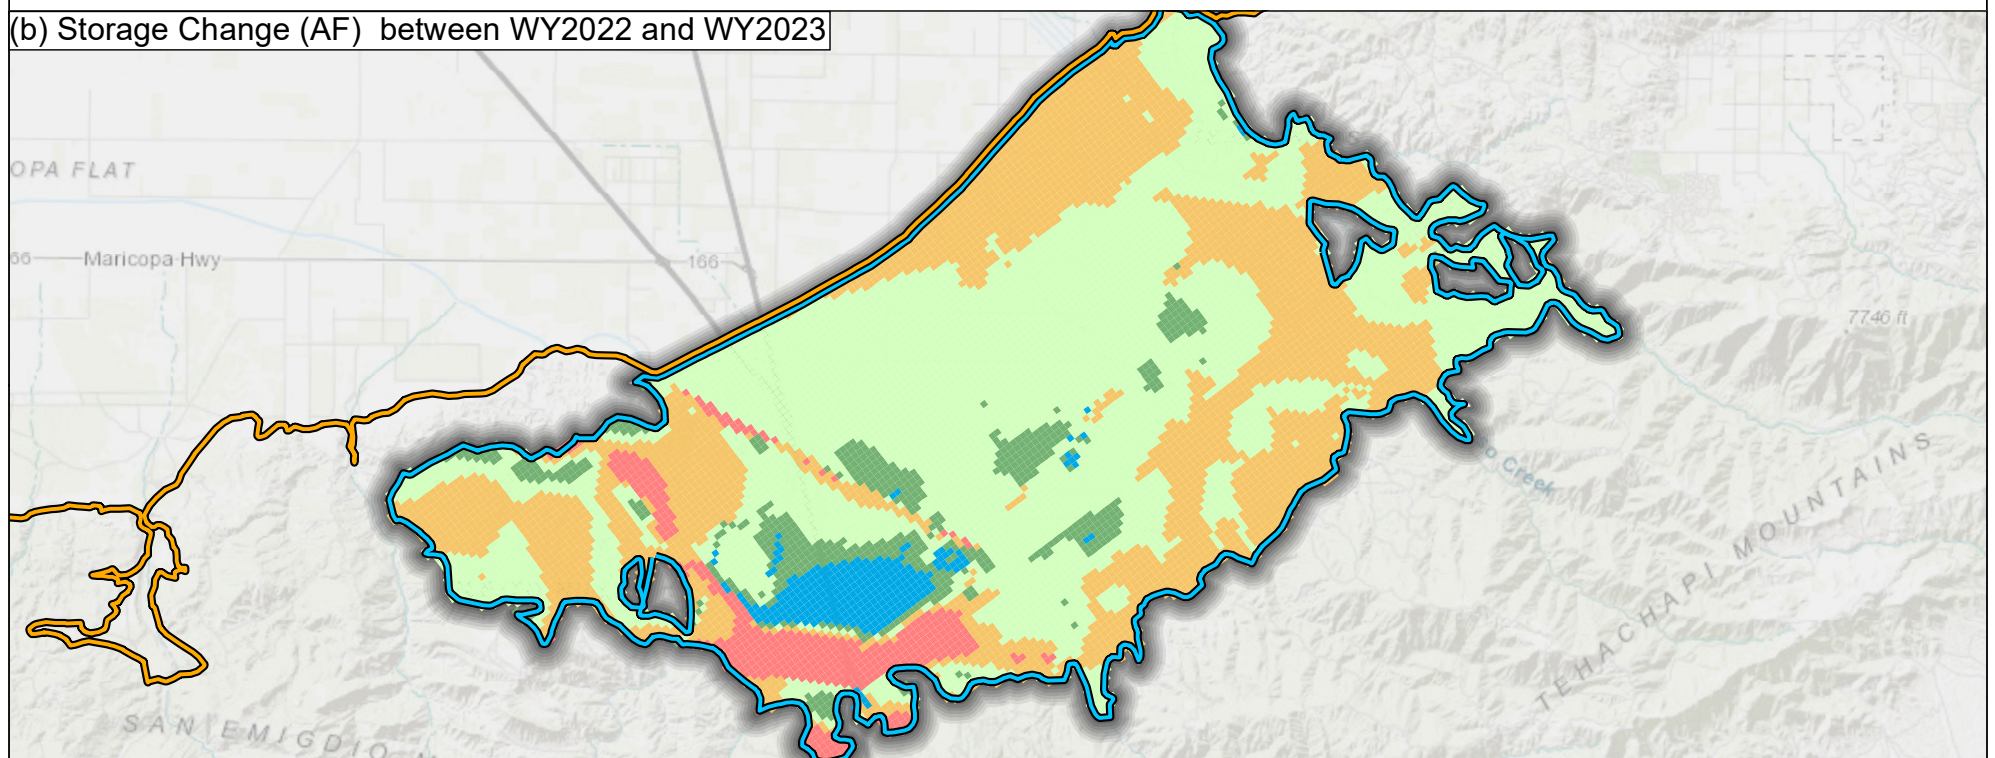 (b) Storage Change (AF)  between WY2022 and WY2023
OPA FLAT
66
Maricopa Hwy
166
7746 ft
o Creek
TEHACHAPI MOUNTAINS
SAN EMIGDIO